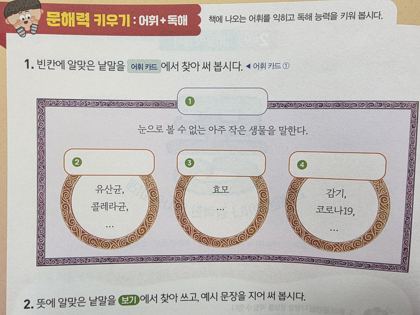 문해력 키우기 : 어휘+독해
책에 나오는 어휘를 익히고 독해 능력을 키워 봅시다.
1. 빈칸에 알맞은 낱말을 어휘 카드 에서 찾아 써 봅시다. ◀ 어휘 카드 ①
1
눈으로 볼 수 없는 아주 작은 생물을 말한다.
2 3 4
유산균, 효모 감기,
콜레라균, … 코로나19,
… …
2. 뜻에 알맞은 낱말을 보기 에서 찾아 쓰고, 예시 문장을 지어 써 봅시다.